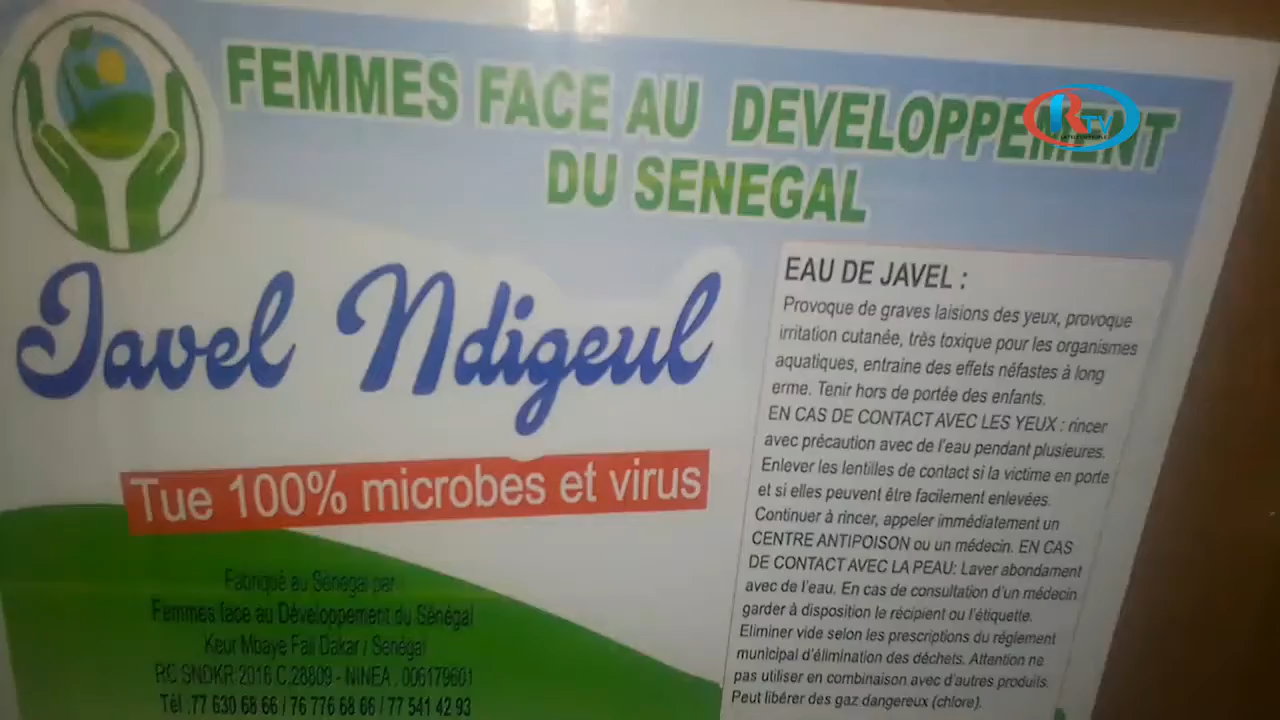 FEMMES FACE AU DEVELOPPEMENT
DU SENEGAL
RTV
Javel Ndigeul
Tue 100% microbes et virus
Fabriqué au Sénégal par
Femmes face au Développement du Sénégal
Keur Mbaye Fall Dakar / Senégal
RC SNDKR 2016 C.28809 - NINEA . 006179601
Tél :77 630 68 66 / 76 776 68 66 / 77 541 42 93
EAU DE JAVEL :
Provoque de graves laisions des yeux, provoque
irritation cutanée, très toxique pour les organismes
aquatiques, entraine des effets néfastes à long
erme. Tenir hors de portée des enfants.
EN CAS DE CONTACT AVEC LES YEUX : rincer
avec précaution avec de l'eau pendant plusieures.
Enlever les lentilles de contact si la victime en porte
et si elles peuvent être facilement enlevées.
Continuer à rincer, appeler immédiatement un
CENTRE ANTIPOISON ou un médecin. EN CAS
DE CONTACT AVEC LA PEAU: Laver abondament
avec de l'eau. En cas de consultation d'un médecin
garder à disposition le récipient ou l'étiquette.
Eliminer vide selon les prescriptions du réglement
municipal d'élimination des déchets. Attention ne
pas utiliser en combinaison avec d'autres produits.
Peut libérer des gaz dangereux (chlore).